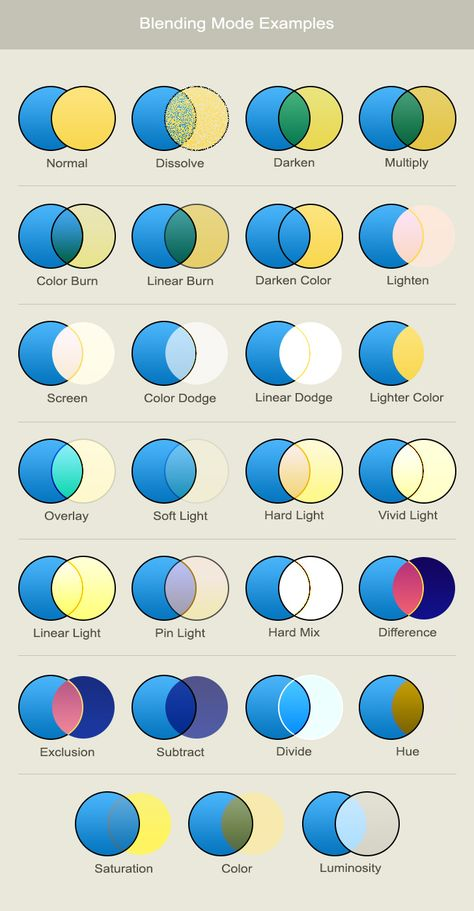 Blending Mode Examples
Normal Dissolve Darken Multiply
Color Burn Linear Burn Darken Color Lighten
Screen Color Dodge Linear Dodge Lighter Color
Overlay Soft Light Hard Light Vivid Light
Linear Light Pin Light Hard Mix Difference
Exclusion Subtract Divide Hue
Saturation Color Luminosity